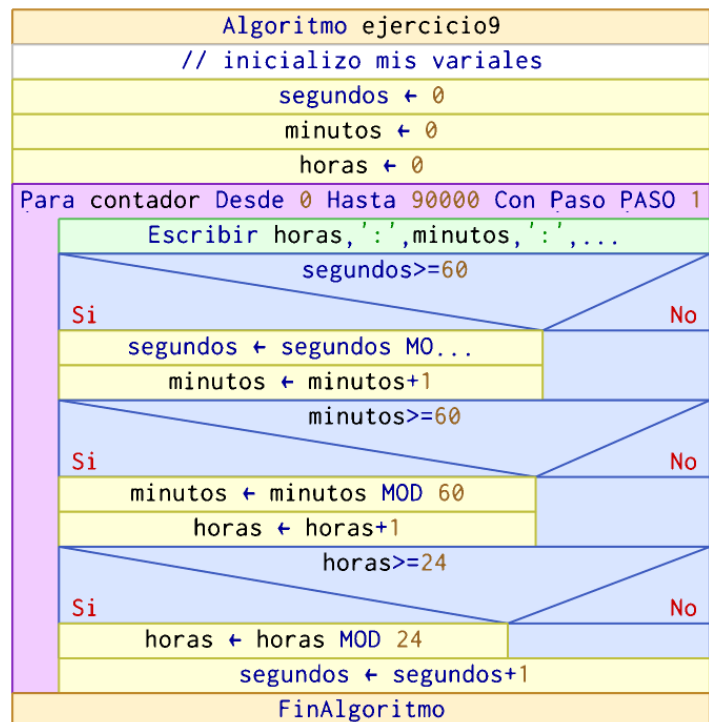 Algoritmo ejercicio9
// inicializo mis variales
segundos ← 0
minutos ← 0
horas ← 0
Para contador Desde 0 Hasta 90000 Con Paso PASO 1
Escribir horas,':',minutos,':',...
segundos>=60
Si No
segundos ← segundos MO...
minutos ← minutos+1
minutos>=60
Si No
minutos ← minutos MOD 60
horas ← horas+1
horas>=24
Si No
horas ← horas MOD 24
segundos ← segundos+1
FinAlgoritmo